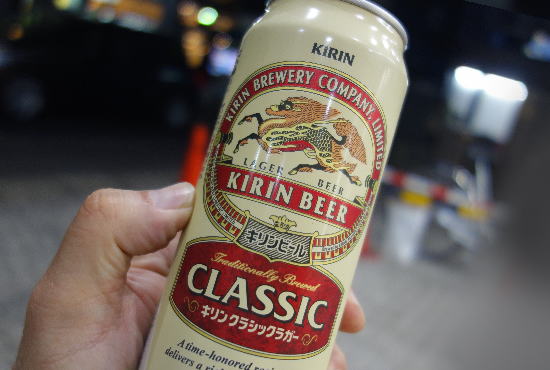 KIRIN
KIRIN BREWERY COMPANY, LIMITED
LAGER BEER
KIRIN BEER
キリンビール
Traditionally Brewed
CLASSIC
キリンクラシックラガー
A time-honored
delivers a